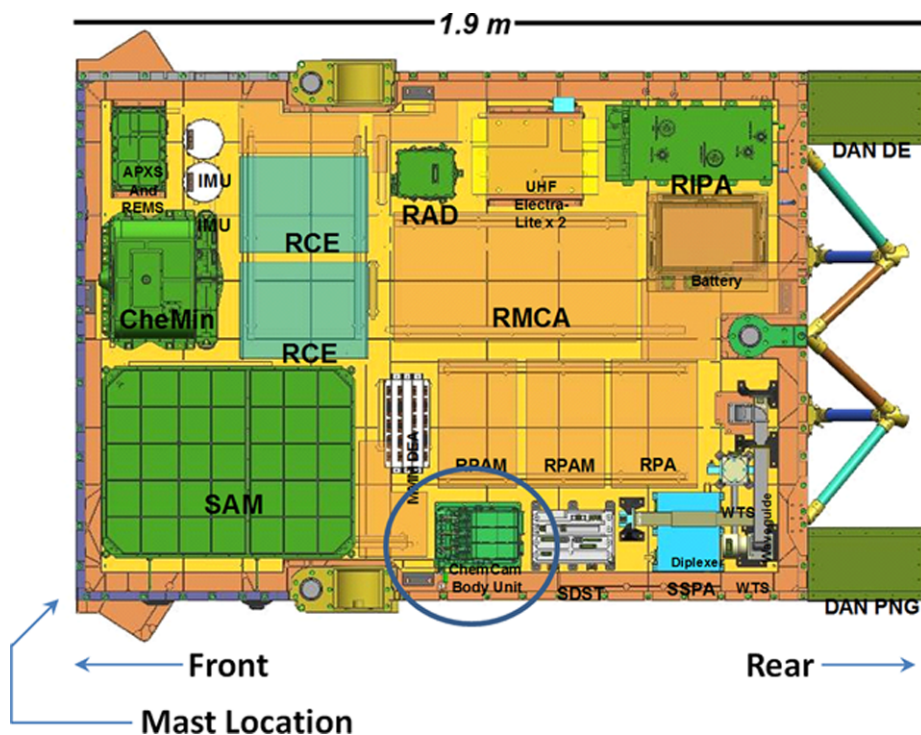 1.9 m
DAN DE
APXS
And
REMS
IMU
IMU
RCE
RAD
UHF
Electra-
Lite x 2
RIPA
Battery
CheMin
RCE
RMCA
SAM
RPAM
RPAM
RPA
WTS
ChemCam
Body Unit
SDST
Diplexer
SSPA
WTS
DAN PNG
Front
Rear
Mast Location